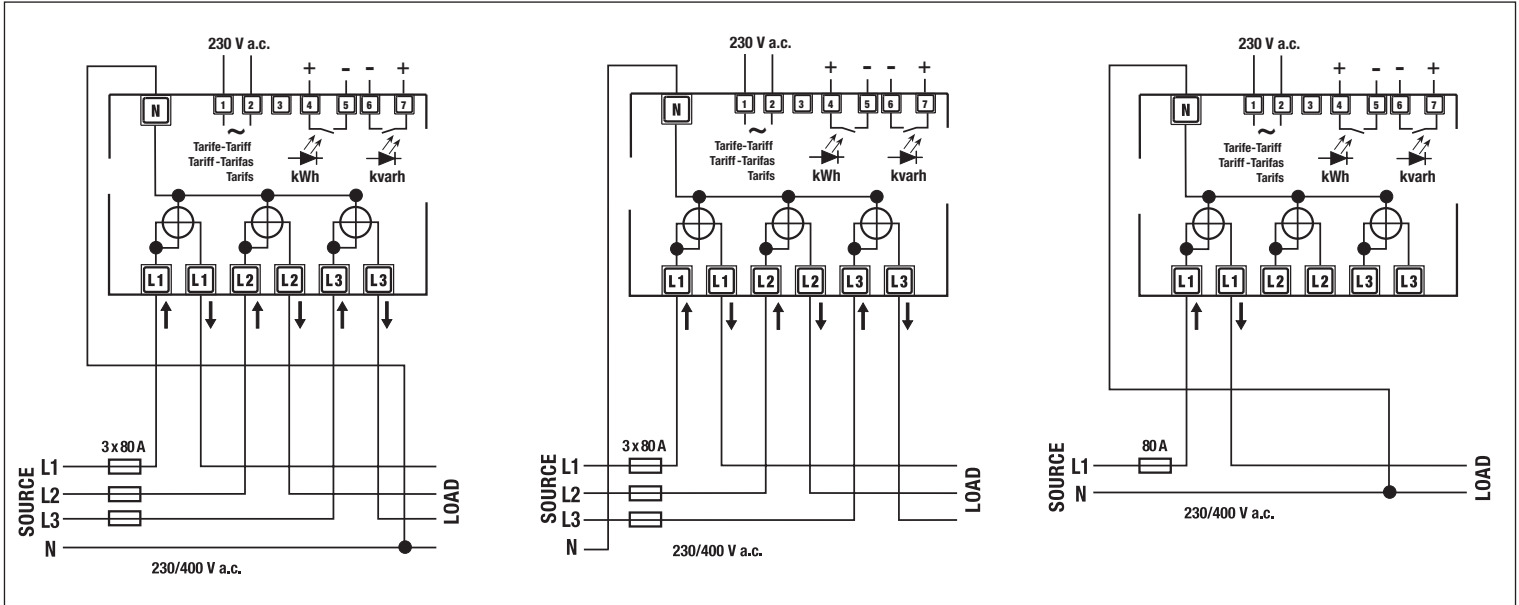 230 V a.c.
+ - - +
N 1 2 3 4 5 6 7
~
Tarife-Tariff
Tariff -Tarifas
Tarifs
kWh kvarh
L1 L1 L2 L2 L3 L3
3 x 80 A
SOURCE
L1
L2
L3
N
LOAD
230/400 V a.c.
230 V a.c.
+ - - +
N 1 2 3 4 5 6 7
~
Tarife-Tariff
Tariff -Tarifas
Tarifs
kWh kvarh
L1 L1 L2 L2 L3 L3
3 x 80 A
SOURCE
L1
L2
L3
N
LOAD
230/400 V a.c.
230 V a.c.
+ - - +
N 1 2 3 4 5 6 7
~
Tarife-Tariff
Tariff -Tarifas
Tarifs
kWh kvarh
L1 L1 L2 L2 L3 L3
80 A
SOURCE
L1
N
LOAD
230/400 V a.c.